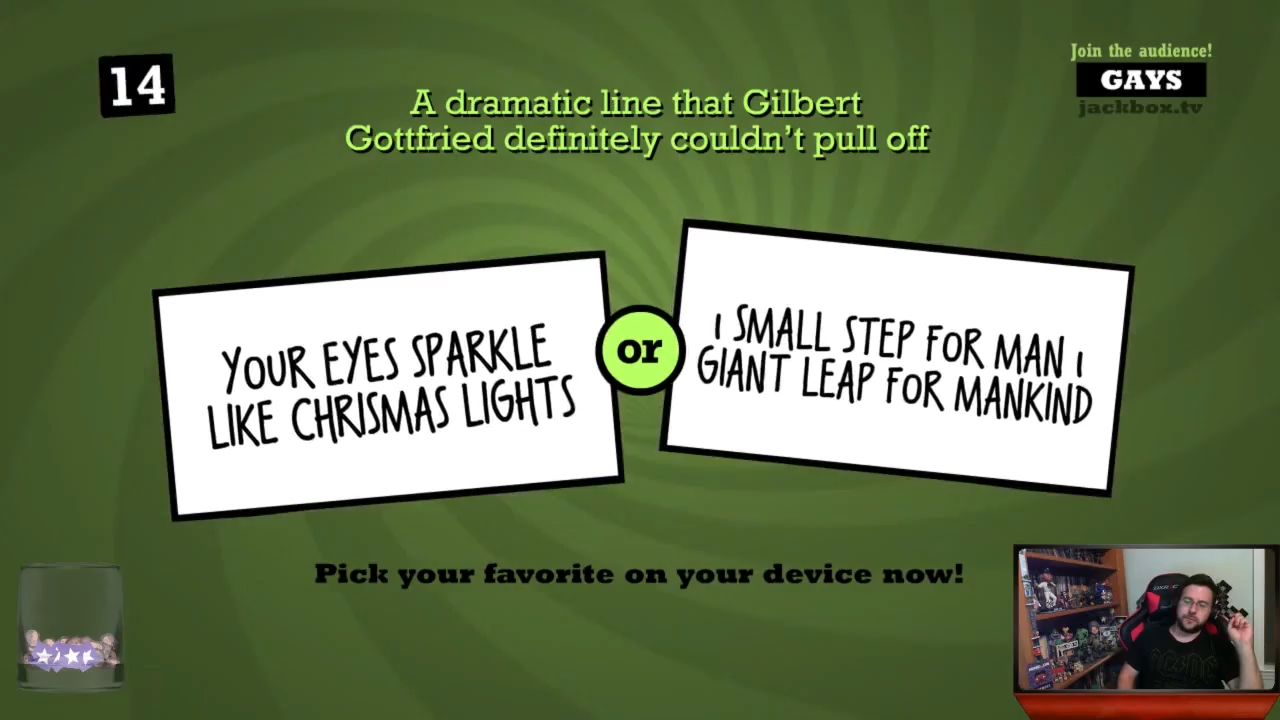 14
Join the audience!
GAYS
jackbox.tv
A dramatic line that Gilbert
Gottfried definitely couldn't pull off
YOUR EYES SPARKLE
LIKE CHRISMAS LIGHTS
or
1 SMALL STEP FOR MAN 1
GIANT LEAP FOR MANKIND
Pick your favorite on your device now!